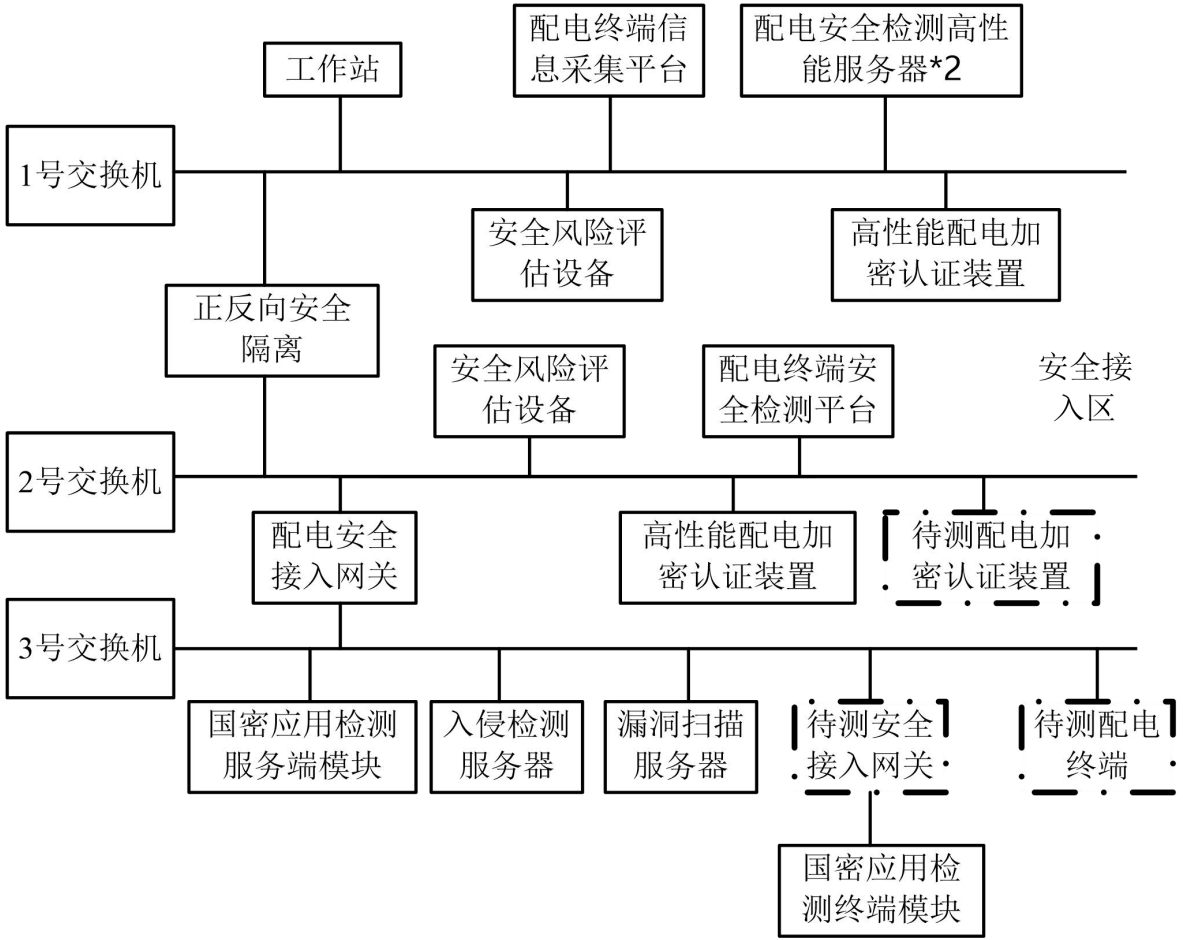 工作站
配电终端信
息采集平台
配电安全检测高性
能服务器*2
1号交换机
安全风险评
估设备
高性能配电加
密认证装置
正反向安全
隔离
安全风险评
估设备
配电终端安
全检测平台
安全接
入区
2号交换机
配电安全
接入网关
高性能配电加
密认证装置
待测配电加
密认证装置
3号交换机
国密应用检测
服务端模块
入侵检测
服务器
漏洞扫描
服务器
待测安全
接入网关
待测配电
终端
国密应用检
测终端模块